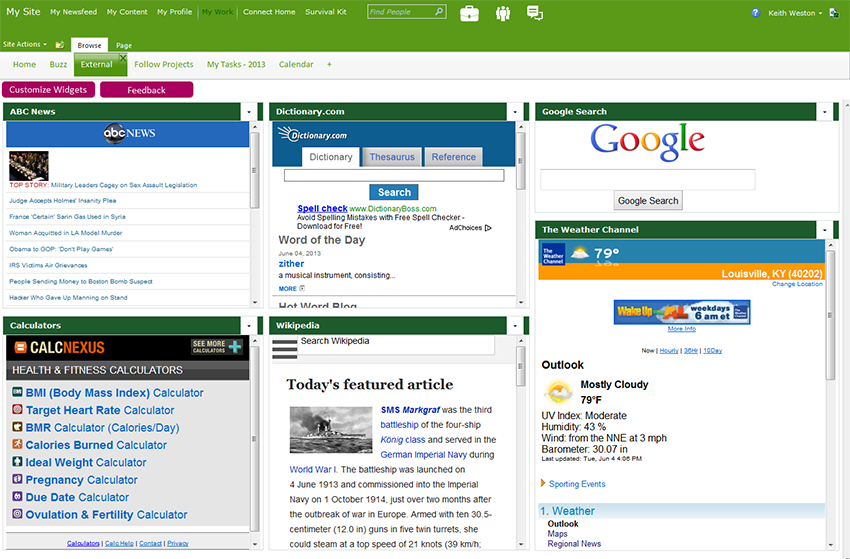 My Site My Newsfeed My Content My Profile My Work Connect Home Survival Kit Find People ? Keith Weston
Site Actions Browse Page
Home Buzz External Follow Projects My Tasks - 2013 Calendar +
Customize Widgets Feedback
ABC News
abc NEWS
TOP STORY: Military Leaders Cagey on Sex Assault Legislation
Judge Accepts Holmes' Insanity Plea
France 'Certain' Sarin Gas Used in Syria
Woman Acquitted in LA Model Murder
Obama to GOP: 'Don't Play Games'
IRS Victims Air Grievances
People Sending Money to Boston Bomb Suspect
Hacker Who Gave Up Manning on Stand
Dictionary.com
Dictionary.com
Dictionary Thesaurus Reference
Search
Spell check www.DictionaryBoss.com
Avoid Spelling Mistakes with Free Spell Checker -
Download for Free!
AdChoices
Word of the Day
June 04, 2013
zither
a musical instrument, consisting...
MORE
Hot Word Blog
Google Search
Google
Google Search
The Weather Channel
The
Weather
Channel
79°
Louisville, KY (40202)
Change Location
Wake Up with AL weekdays
6 am et
More Info
Now | Hourly | 36Hr | 10Day
Outlook
Mostly Cloudy
79°F
UV Index: Moderate
Humidity: 43 %
Wind: from the NNE at 3 mph
Barometer: 30.07 in
Last updated: Tue, Jun 4 4:06 PM
Sporting Events
1. Weather
Outlook
Maps
Regional News
Calculators
CALCNEXUS
SEE MORE
CALCULATORS
HEALTH & FITNESS CALCULATORS
BMI (Body Mass Index) Calculator
Target Heart Rate Calculator
BMR Calculator (Calories/Day)
Calories Burned Calculator
Ideal Weight Calculator
Pregnancy Calculator
Due Date Calculator
Ovulation & Fertility Calculator
Calculators | Calc Help | Contact | Privacy
Wikipedia
Search Wikipedia
Today's featured article
SMS Markgraf was the third
battleship of the four-ship
König class and served in the
German Imperial Navy during
World War I. The battleship was launched on
4 June 1913 and commissioned into the Imperial
Navy on 1 October 1914, just over two months after
the outbreak of war in Europe. Armed with ten 30.5-
centimeter (12.0 in) guns in five twin turrets, she
could steam at a top speed of 21 knots (39 km/h;